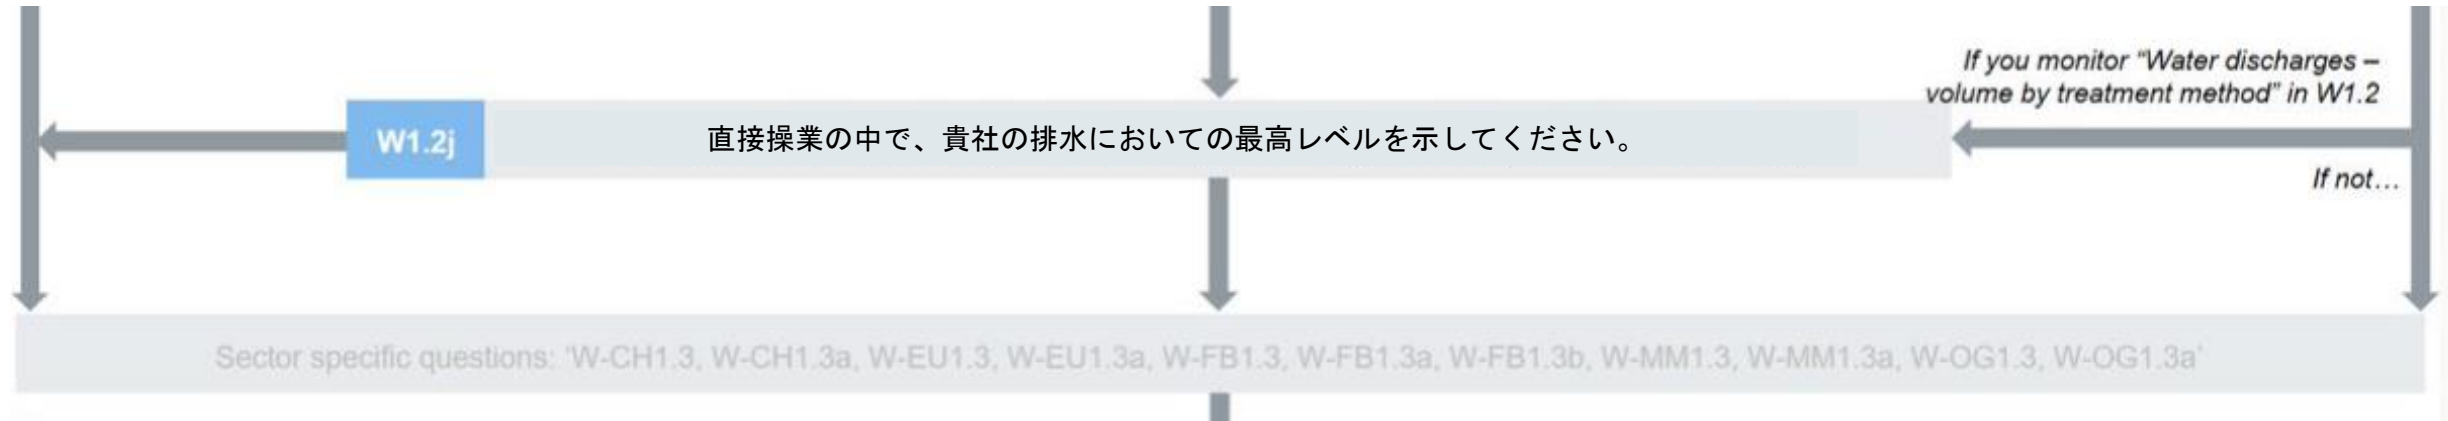 If you monitor “Water discharges –
volume by treatment method” in W1.2
W1.2j
直接操業の中で、貴社の排水においての最高レベルを示してください。
If not…
Sector specific questions: ‘W-CH1.3, W-CH1.3a, W-EU1.3, W-EU1.3a, W-FB1.3, W-FB1.3a, W-FB1.3b, W-MM1.3, W-MM1.3a, W-OG1.3, W-OG1.3a’